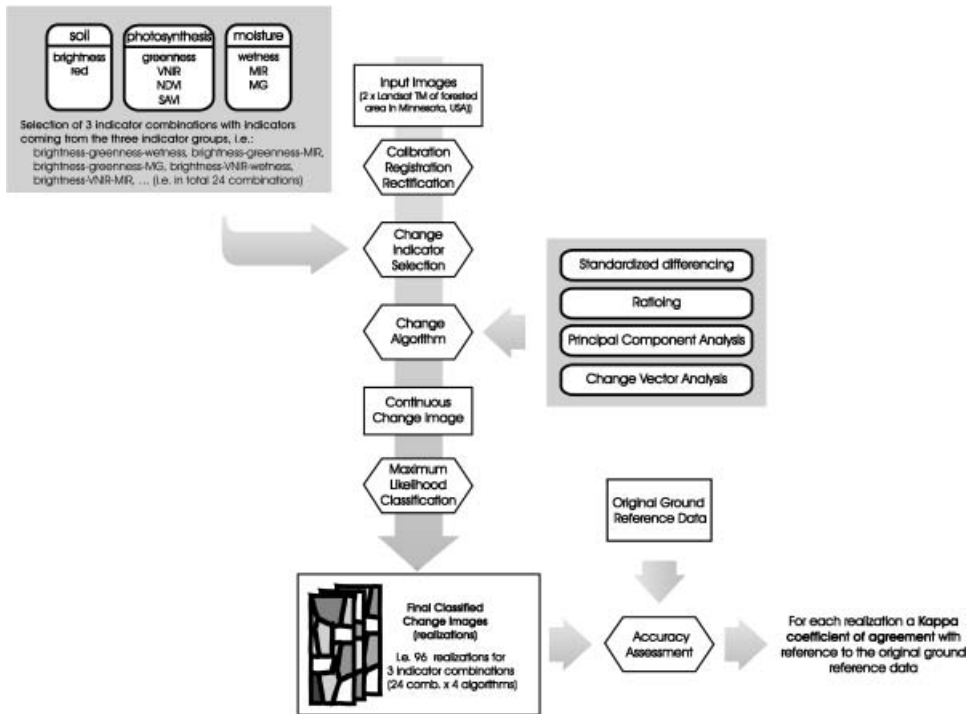 soil
brightness
red
photosynthesis
greenness
VNIR
NDVI
SAVI
moisture
wetness
MIR
MG
Selection of 3 indicator combinations with indicators
coming from the three indicator groups, i.e.:
brightness-greenness-wetness, brightness-greenness-MIR,
brightness-greenness-MG, brightness-VNIR-wetness,
brightness-VNIR-MIR, ... (i.e. in total 24 combinations)
Input Images
(2 x Landsat TM of forested
area in Minnesota, USA))
Calibration
Registration
Rectification
Change
Indicator
Selection
Change
Algorithm
Standardized differencing
Ratioing
Principal Component Analysis
Change Vector Analysis
Continuous
Change Image
Maximum
Likelihood
Classification
Original Ground
Reference Data
Final Classified
Change Images
(realizations)
i.e. 96 realizations for
3 indicator combinations
(24 comb. x 4 algorithms)
Accuracy
Assessment
For each realization a Kappa
coefficient of agreement with
reference to the original ground
reference data